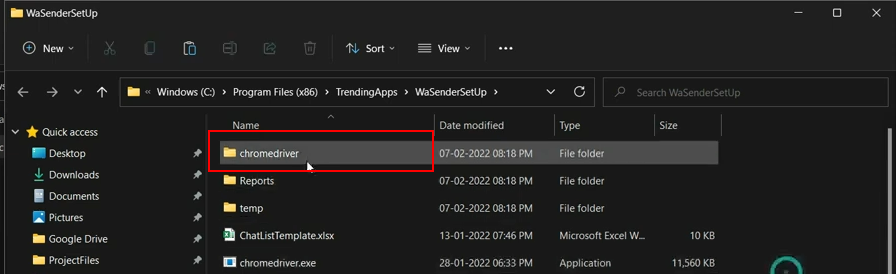 WaSenderSetUp
New
Sort
View
« Windows (C:) > Program Files (x86) > TrendingApps > WaSenderSetUp >
Search WaSenderSetUp
Name Date modified Type Size
Quick access
Desktop
Downloads
Documents
Pictures
Google Drive
ProjectFiles
chromedriver 07-02-2022 08:18 PM File folder
Reports 07-02-2022 08:18 PM File folder
temp 07-02-2022 08:18 PM File folder
ChatListTemplate.xlsx 13-01-2022 07:46 PM Microsoft Excel W... 10 KB
chromedriver.exe 28-01-2022 06:33 PM Application 11,560 KB